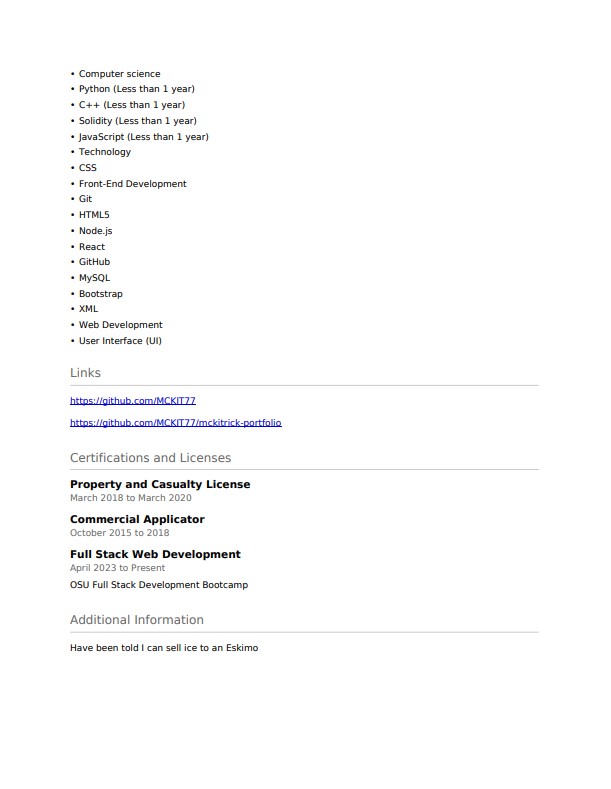 • Computer science
• Python (Less than 1 year)
• C++ (Less than 1 year)
• Solidity (Less than 1 year)
• JavaScript (Less than 1 year)
• Technology
• CSS
• Front-End Development
• Git
• HTML5
• Node.js
• React
• GitHub
• MySQL
• Bootstrap
• XML
• Web Development
• User Interface (UI)
Links
https://github.com/MCKIT77
https://github.com/MCKIT77/mckitrick-portfolio
Certifications and Licenses
Property and Casualty License
March 2018 to March 2020
Commercial Applicator
October 2015 to 2018
Full Stack Web Development
April 2023 to Present
OSU Full Stack Development Bootcamp
Additional Information
Have been told I can sell ice to an Eskimo